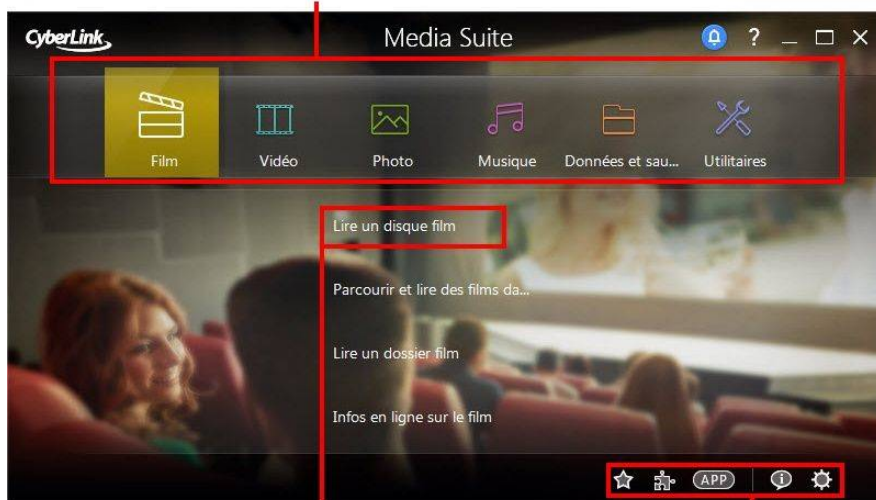 CyberLink
Media Suite
?
Film
Vidéo
Photo
Musique
Données et sau...
Utilitaires
Lire un disque film
Parcourir et lire des films da...
Lire un dossier film
Infos en ligne sur le film
APP